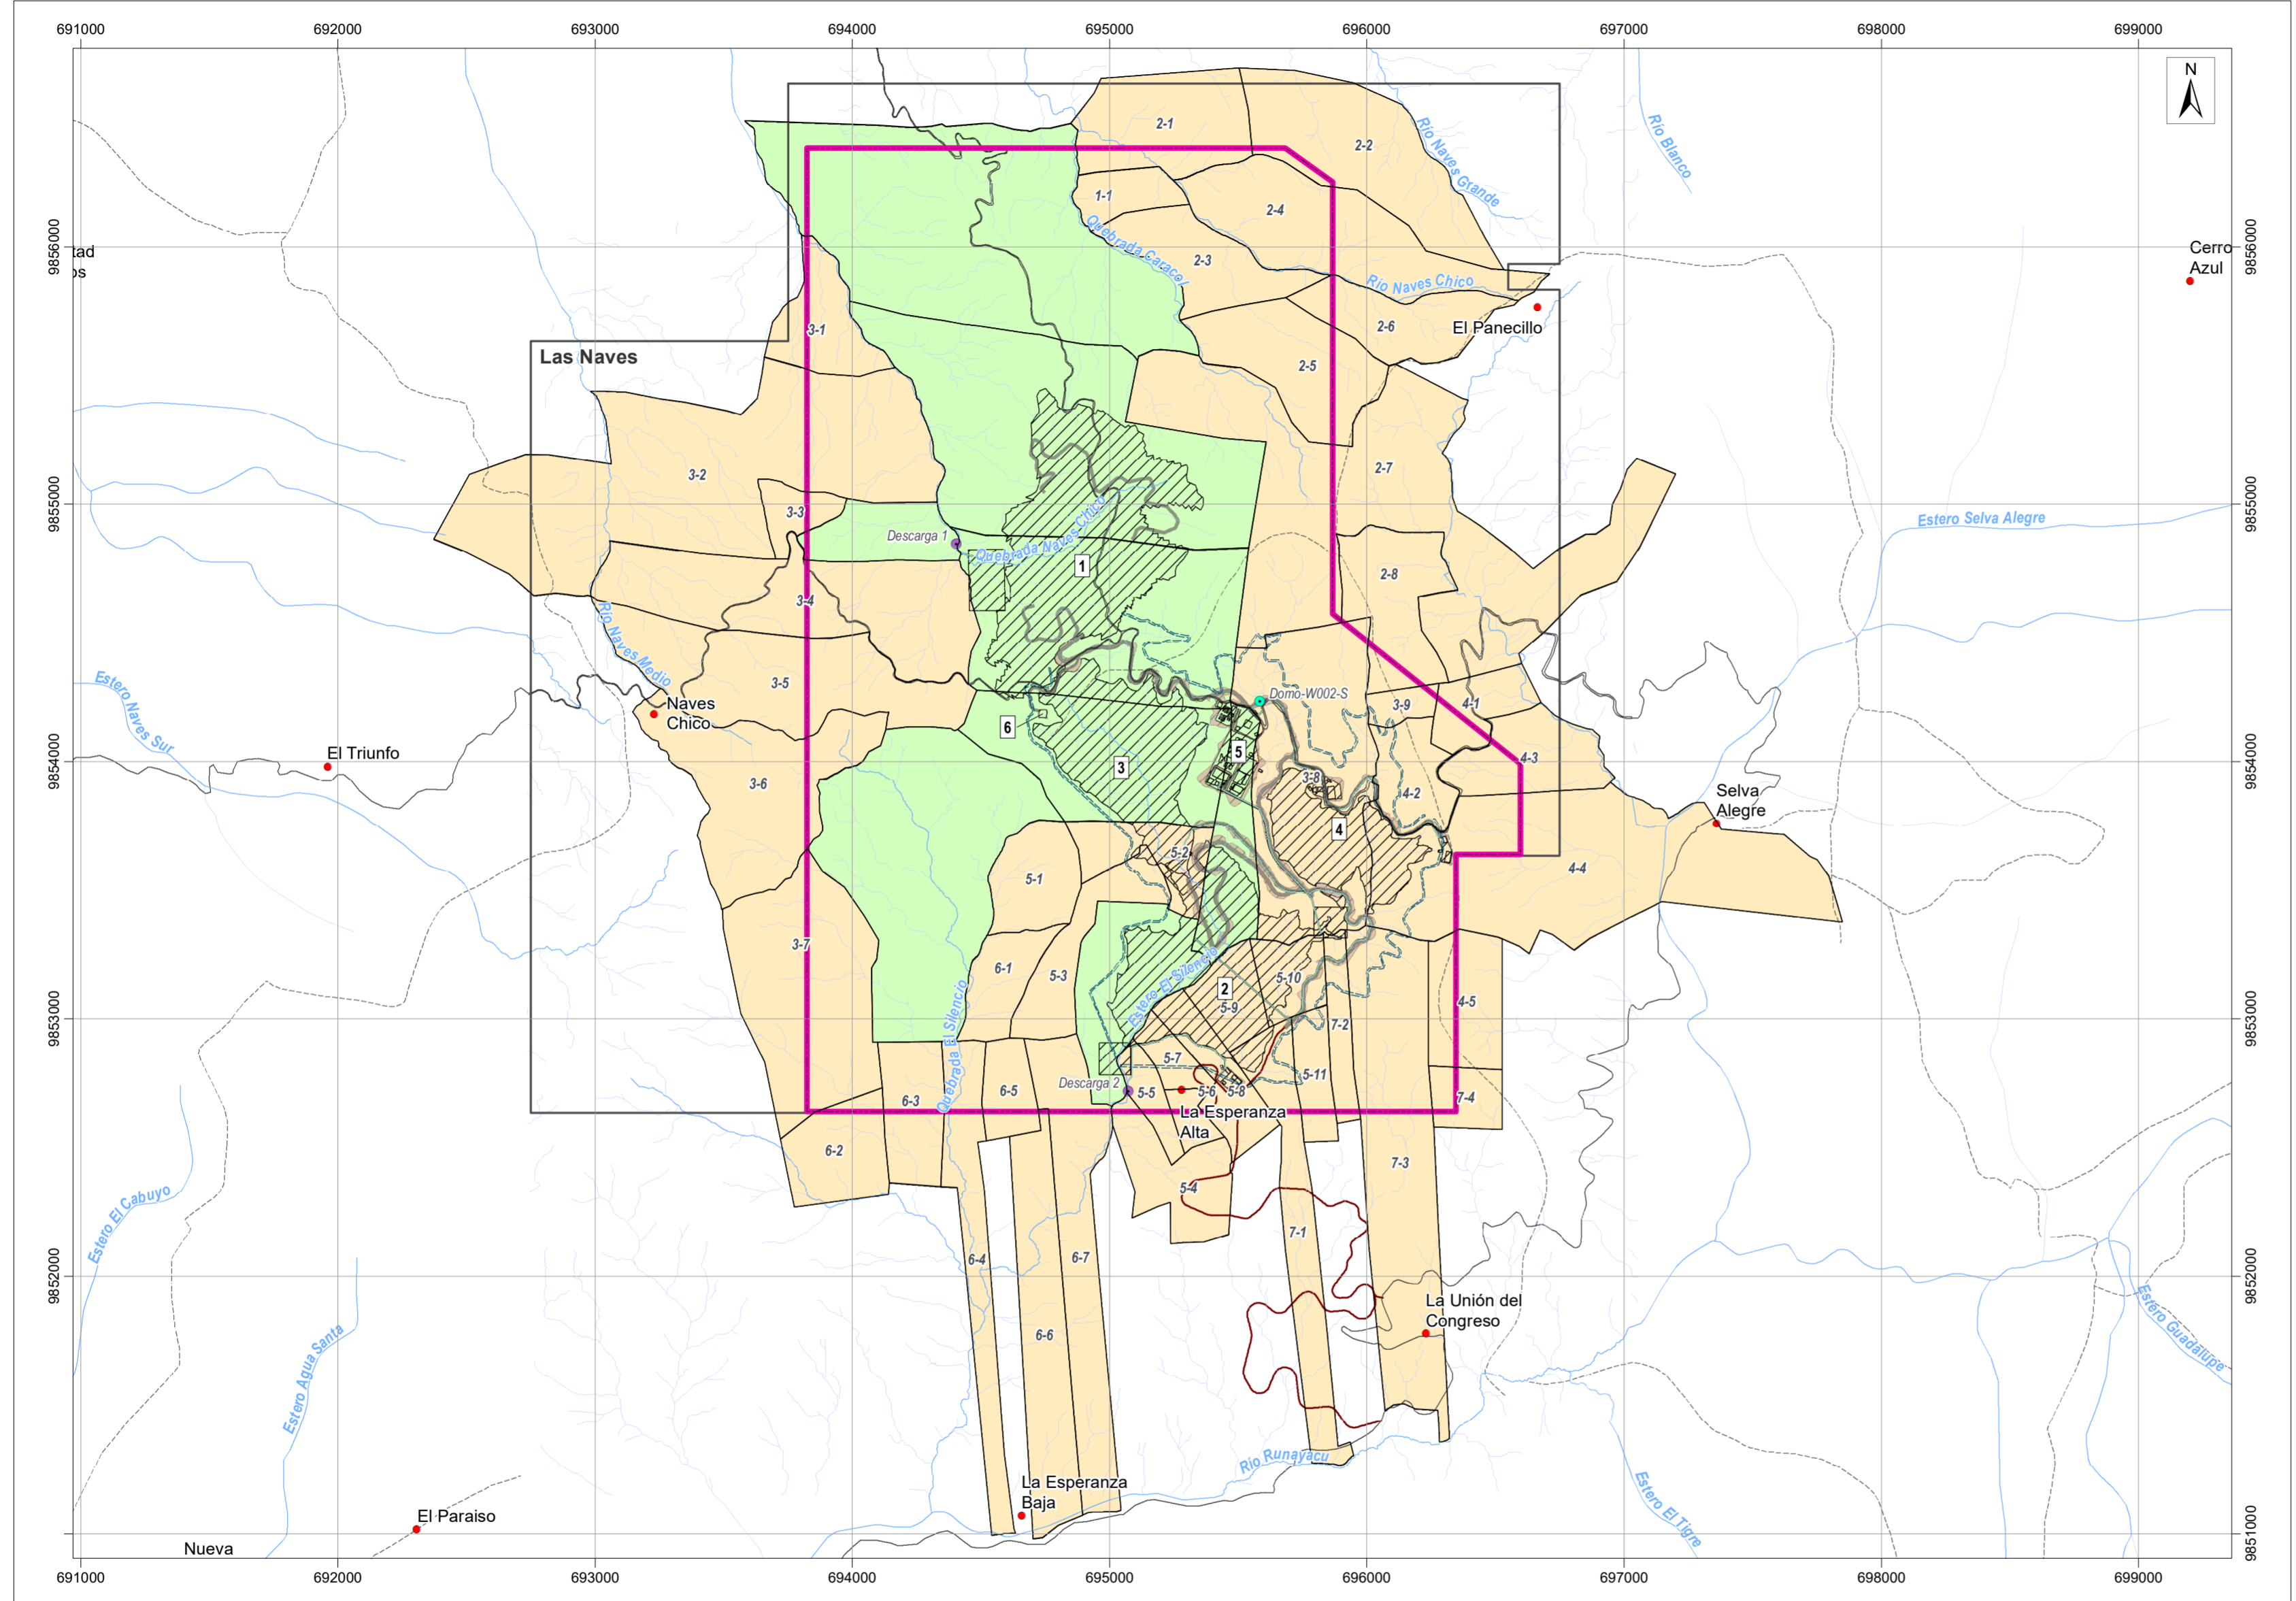 691000 692000 693000 694000 695000 696000 697000 698000 699000
N
2-1
2-2
Río Naves Grande
Río Blanco
1-1
2-4
9856000
tad
os
Quebrada Caracol
2-3
9856000
Cerro
Azul
Río Naves Chico
3-1
2-6
El Panecillo
Las Naves
2-5
3-2
2-7
9855000
3-3
Descarga 1
Quebrada Naves Chico
Estero Selva Alegre
9855000
1
2-8
3-4
Río Naves Medio
Estero Naves Sur
3-5
Domo-W002-S
3-9
4-1
Naves
Chico
6
5
El Triunfo
9854000
3
4-3
9854000
3-6
3-8
4-2
Selva
Alegre
4
5-2
4-4
5-1
3-7
6-1
5-3
Estero El Silencio
5-10
2
5-9
4-5
9853000
7-2
9853000
Quebrada El Silencio
5-7
5-11
Descarga 2
6-3
6-5
5-5
5-6
5-8
7-4
La Esperanza
Alta
6-2
7-3
5-4
Estero El Cabuyo
7-1
6-4
6-7
9852000
9852000
La Unión del
Congreso
6-6
Estero Guadalupe
Estero Agua Santa
Río Runayacu
La Esperanza
Baja
Estero El Tigre
El Paraiso
9851000
9851000
Nueva
691000 692000 693000 694000 695000 696000 697000 698000 699000